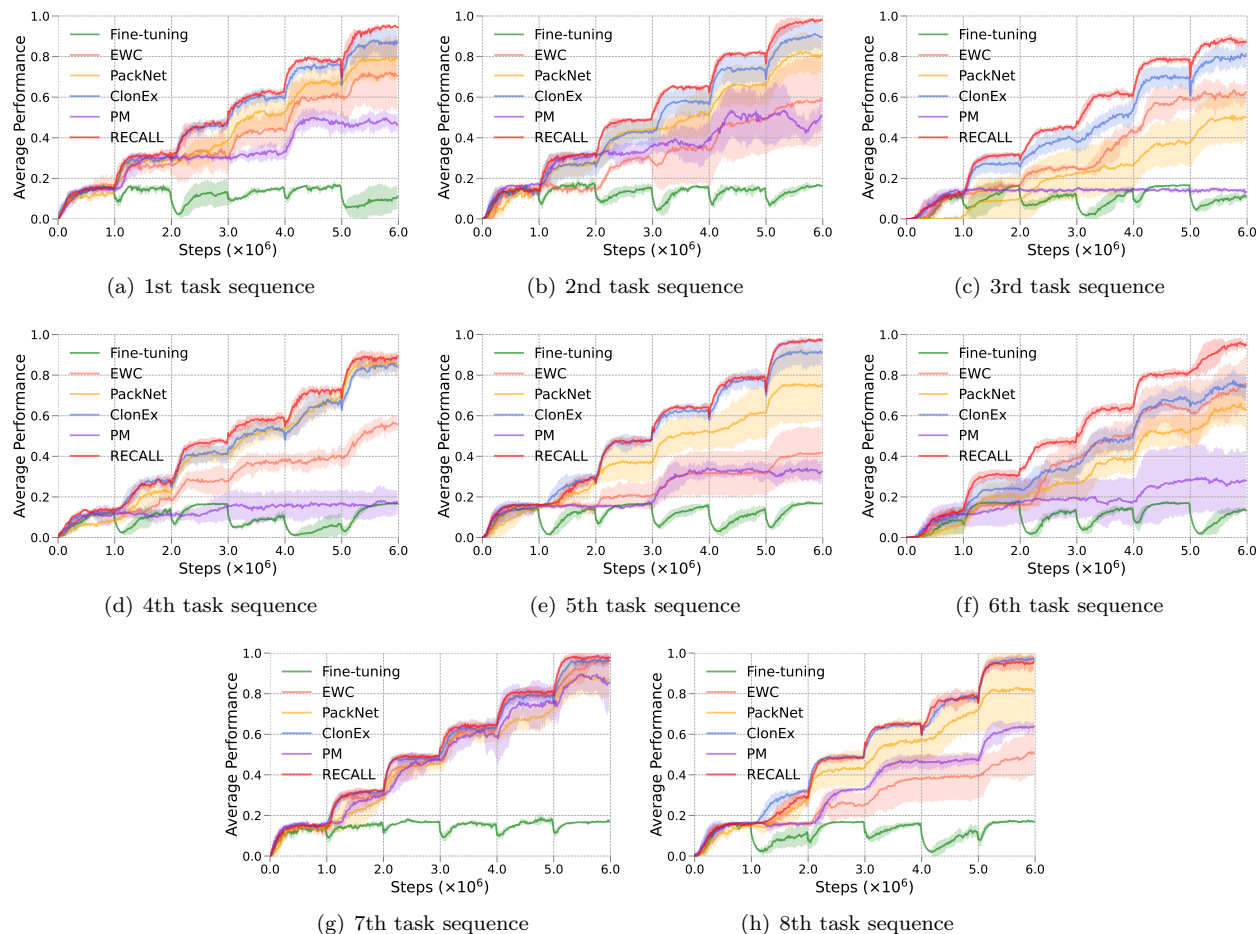 Average Performance
1.0
0.8
0.6
0.4
0.2
0.0
Fine-tuning
EWC
PackNet
ClonEx
PM
RECALL
0.0 1.0 2.0 3.0 4.0 5.0 6.0
Steps (×10⁶)
(a) 1st task sequence
Average Performance
1.0
0.8
0.6
0.4
0.2
0.0
Fine-tuning
EWC
PackNet
ClonEx
PM
RECALL
0.0 1.0 2.0 3.0 4.0 5.0 6.0
Steps (×10⁶)
(b) 2nd task sequence
Average Performance
1.0
0.8
0.6
0.4
0.2
0.0
Fine-tuning
EWC
PackNet
ClonEx
PM
RECALL
0.0 1.0 2.0 3.0 4.0 5.0 6.0
Steps (×10⁶)
(c) 3rd task sequence
Average Performance
1.0
0.8
0.6
0.4
0.2
0.0
Fine-tuning
EWC
PackNet
ClonEx
PM
RECALL
0.0 1.0 2.0 3.0 4.0 5.0 6.0
Steps (×10⁶)
(d) 4th task sequence
Average Performance
1.0
0.8
0.6
0.4
0.2
0.0
Fine-tuning
EWC
PackNet
ClonEx
PM
RECALL
0.0 1.0 2.0 3.0 4.0 5.0 6.0
Steps (×10⁶)
(e) 5th task sequence
Average Performance
1.0
0.8
0.6
0.4
0.2
0.0
Fine-tuning
EWC
PackNet
ClonEx
PM
RECALL
0.0 1.0 2.0 3.0 4.0 5.0 6.0
Steps (×10⁶)
(f) 6th task sequence
Average Performance
1.0
0.8
0.6
0.4
0.2
0.0
Fine-tuning
EWC
PackNet
ClonEx
PM
RECALL
0.0 1.0 2.0 3.0 4.0 5.0 6.0
Steps (×10⁶)
(g) 7th task sequence
Average Performance
1.0
0.8
0.6
0.4
0.2
0.0
Fine-tuning
EWC
PackNet
ClonEx
PM
RECALL
0.0 1.0 2.0 3.0 4.0 5.0 6.0
Steps (×10⁶)
(h) 8th task sequence